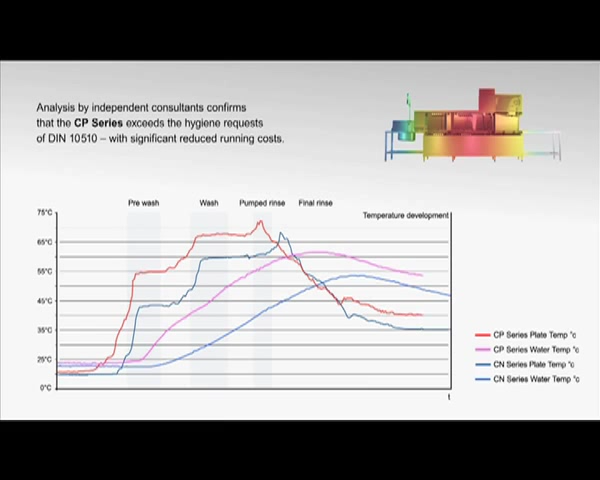 Analysis by independent consultants confirms
that the CP Series exceeds the hygiene requests
of DIN 10510 – with significant reduced running costs.
Pre wash Wash Pumped rinse Final rinse
Temperature development
75°C
65°C
55°C
45°C
35°C
25°C
0°C
t
CP Series Plate Temp °c
CP Series Water Temp °c
CN Series Plate Temp °c
CN Series Water Temp °c